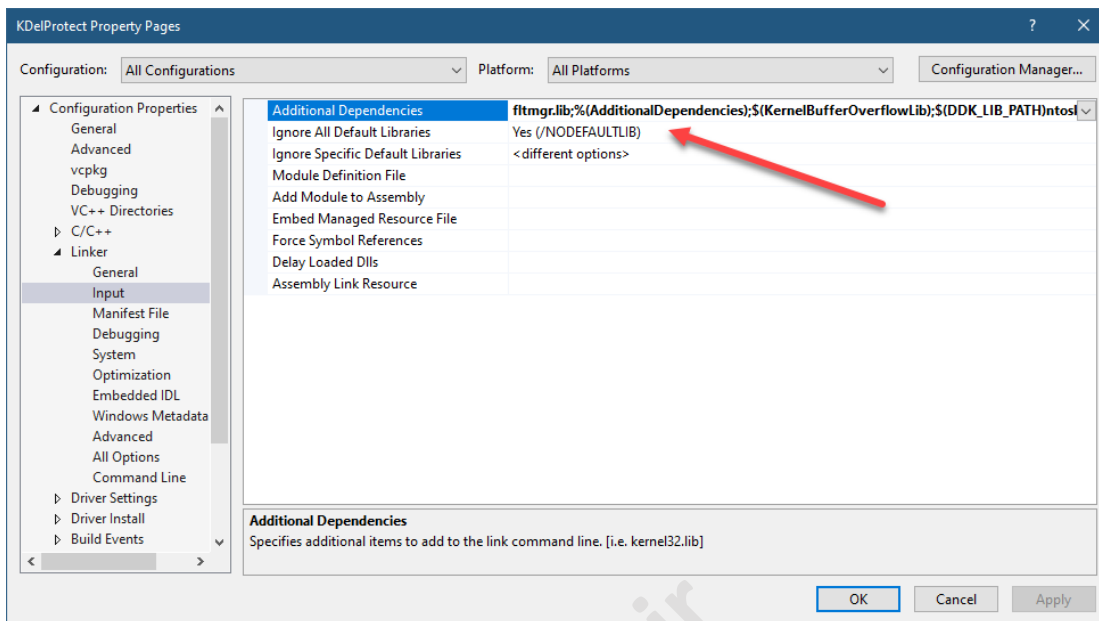 KDelProtect Property Pages ? ×
Configuration: All Configurations Platform: All Platforms Configuration Manager...
Configuration Properties
General
Advanced
vcpkg
Debugging
VC++ Directories
C/C++
Linker
General
Input
Manifest File
Debugging
System
Optimization
Embedded IDL
Windows Metadata
Advanced
All Options
Command Line
Driver Settings
Driver Install
Build Events
Additional Dependencies fltmgr.lib;%(AdditionalDependencies);$(KernelBufferOverflowLib);$(DDK_LIB_PATH)ntosk
Ignore All Default Libraries Yes (/NODEFAULTLIB)
Ignore Specific Default Libraries <different options>
Module Definition File
Add Module to Assembly
Embed Managed Resource File
Force Symbol References
Delay Loaded Dlls
Assembly Link Resource
Additional Dependencies
Specifies additional items to add to the link command line. [i.e. kernel32.lib]
OK Cancel Apply